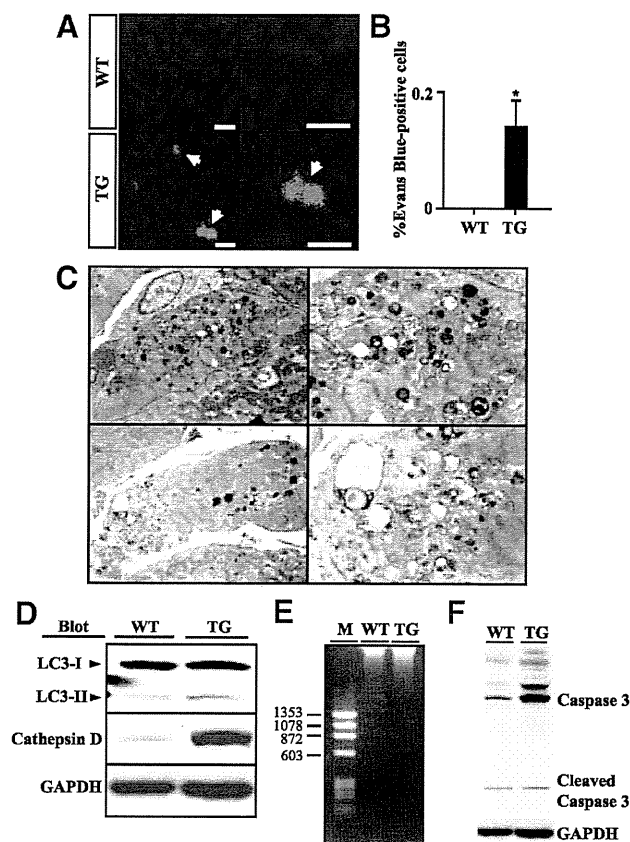 A
B
WT
TG
%Evans Blue-positive cells
0.2
*
0
WT
TG
C
D
Blot
WT
TG
LC3-I
LC3-II
Cathepsin D
GAPDH
E
M WT TG
1353
1078
872
603
F
WT TG
Caspase 3
Cleaved
Caspase 3
GAPDH